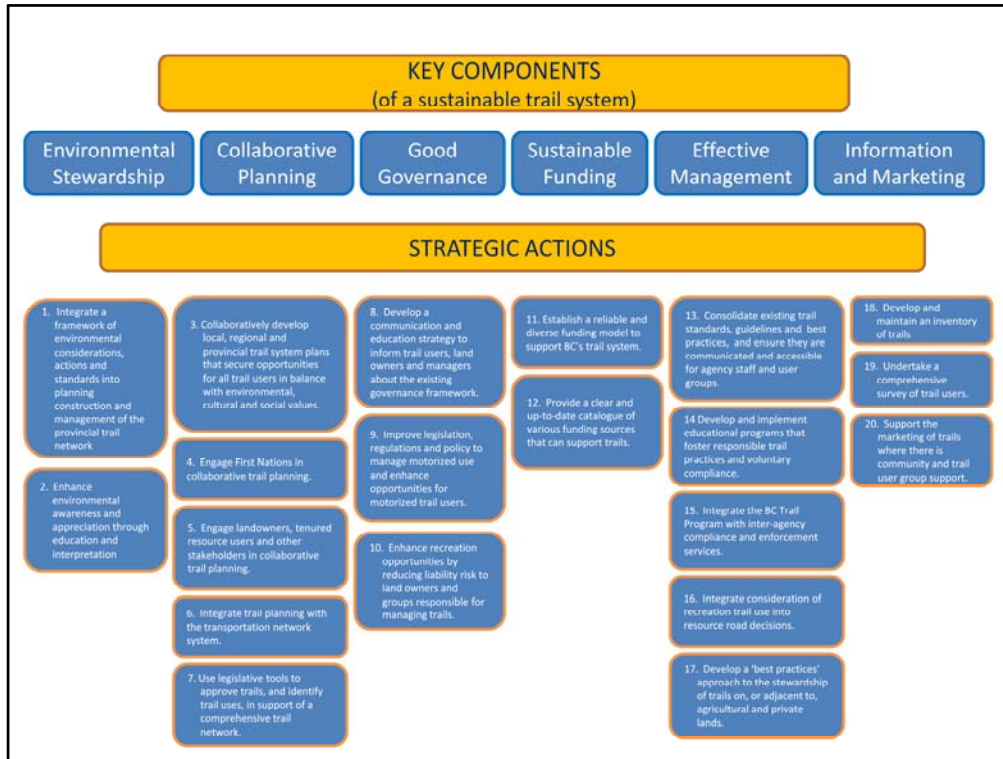 KEY COMPONENTS
(of a sustainable trail system)
Environmental
Stewardship
Collaborative
Planning
Good
Governance
Sustainable
Funding
Effective
Management
Information
and Marketing
STRATEGIC ACTIONS
1. Integrate a
framework of
environmental
considerations,
actions and
standards into
planning
construction and
management of the
provincial trail
network
2. Enhance
environmental
awareness and
appreciation through
education and
interpretation
3. Collaboratively develop
local, regional and
provincial trail system plans
that secure opportunities
for all trail users in balance
with environmental,
cultural and social values.
4. Engage First Nations in
collaborative trail planning.
5. Engage landowners, tenured
resource users and other
stakeholders in collaborative
trail planning.
6. Integrate trail planning with
the transportation network
system.
7. Use legislative tools to
approve trails, and identify
trail uses, in support of a
comprehensive trail
network.
8. Develop a
communication and
education strategy to
inform trail users, land
owners and managers
about the existing
governance framework.
9. Improve legislation,
regulations and policy to
manage motorized use
and enhance
opportunities for
motorized trail users.
10. Enhance recreation
opportunities by
reducing liability risk to
land owners and
groups responsible for
managing trails.
11. Establish a reliable and
diverse funding model to
support BC's trail system.
12. Provide a clear and
up-to-date catalogue of
various funding sources
that can support trails.
13. Consolidate existing trail
standards, guidelines and best
practices, and ensure they are
communicated and accessible
for agency staff and user
groups.
14 Develop and implement
educational programs that
foster responsible trail
practices and voluntary
compliance.
15. Integrate the BC Trail
Program with inter-agency
compliance and enforcement
services.
16. Integrate consideration of
recreation trail use into
resource road decisions.
17. Develop a 'best practices'
approach to the stewardship
of trails on, or adjacent to,
agricultural and private
lands.
18. Develop and
maintain an inventory
of trails
19. Undertake a
comprehensive
survey of trail users.
20. Support the
marketing of trails
where there is
community and trail
user group support.